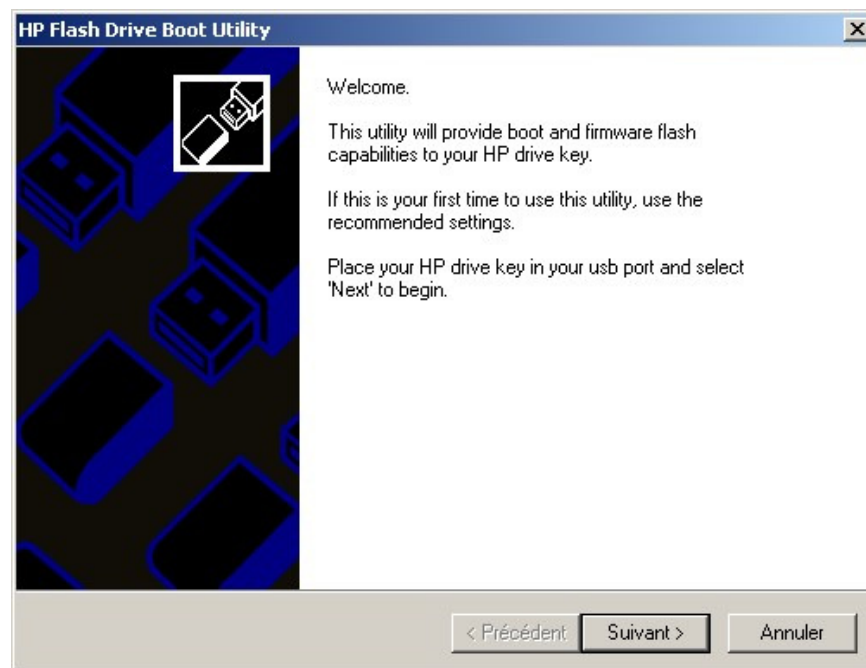 HP Flash Drive Boot Utility
Welcome.
This utility will provide boot and firmware flash
capabilities to your HP drive key.
If this is your first time to use this utility, use the
recommended settings.
Place your HP drive key in your usb port and select
'Next' to begin.
< Précédent
Suivant >
Annuler